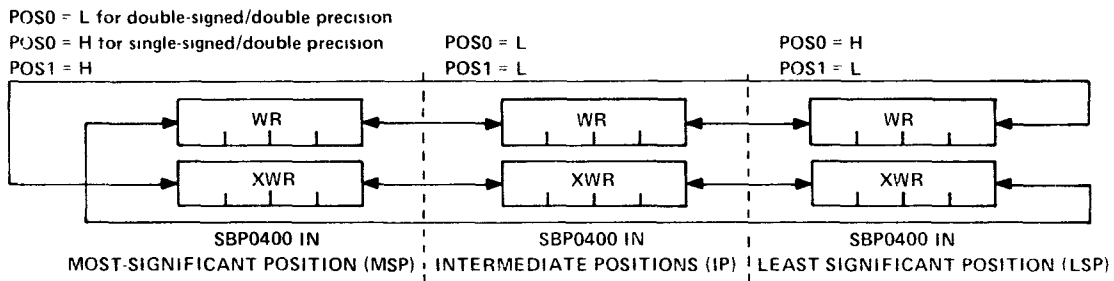 POS0 = L for double-signed/double precision
POS0 = H for single-signed/double precision
POS1 = H
POS0 = L
POS1 = L
POS0 = H
POS1 = L
WR
WR
WR
XWR
XWR
XWR
SBP0400 IN
MOST-SIGNIFICANT POSITION (MSP)
SBP0400 IN
INTERMEDIATE POSITIONS (IP)
SBP0400 IN
LEAST SIGNIFICANT POSITION (LSP)